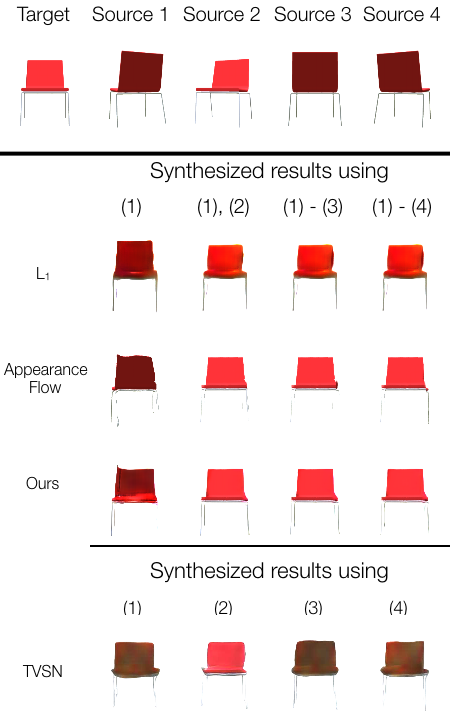 Target Source 1 Source 2 Source 3 Source 4
Synthesized results using
(1) (1), (2) (1) - (3) (1) - (4)
L₁
Appearance
Flow
Ours
Synthesized results using
(1) (2) (3) (4)
TVSN